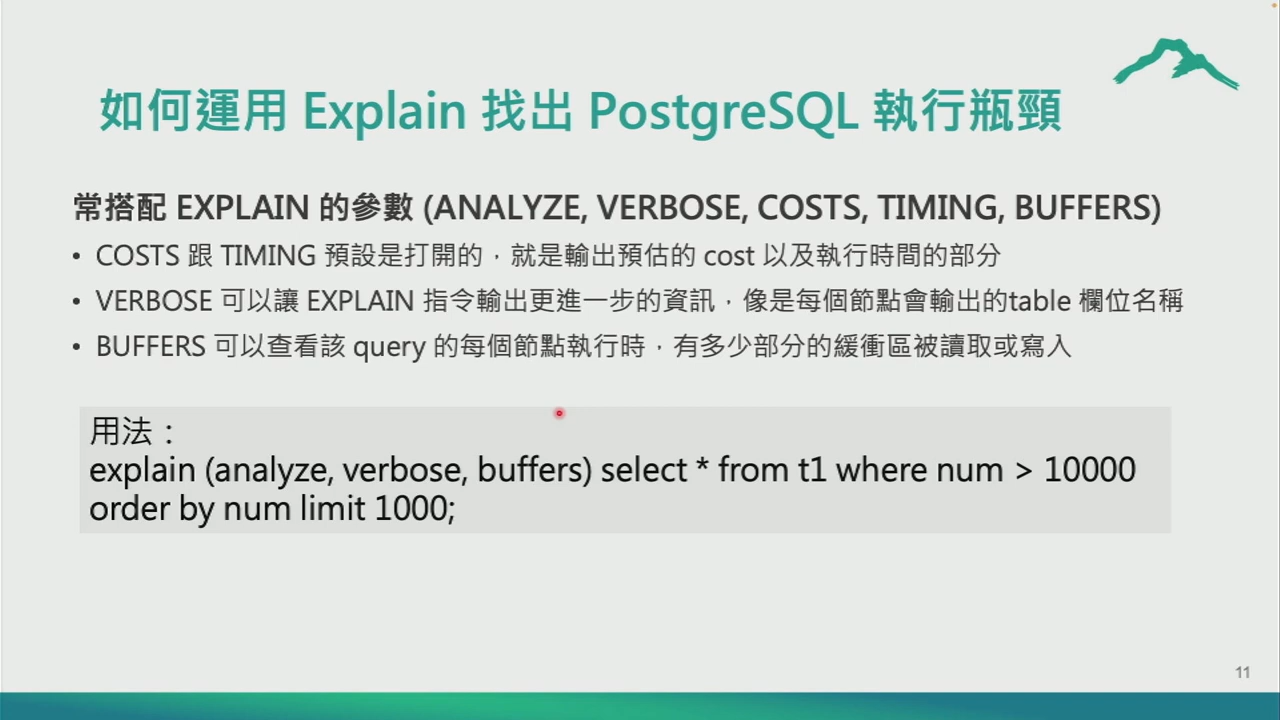 如何運用 Explain 找出 PostgreSQL 執行瓶頸
常搭配 EXPLAIN 的參數 (ANALYZE, VERBOSE, COSTS, TIMING, BUFFERS)
• COSTS 跟 TIMING 預設是打開的，就是輸出預估的 cost 以及執行時間的部分
• VERBOSE 可以讓 EXPLAIN 指令輸出更進一步的資訊，像是每個節點會輸出的table 欄位名稱
• BUFFERS 可以查看該 query 的每個節點執行時，有多少部分的緩衝區被讀取或寫入
用法：
explain (analyze, verbose, buffers) select * from t1 where num > 10000
order by num limit 1000;
11